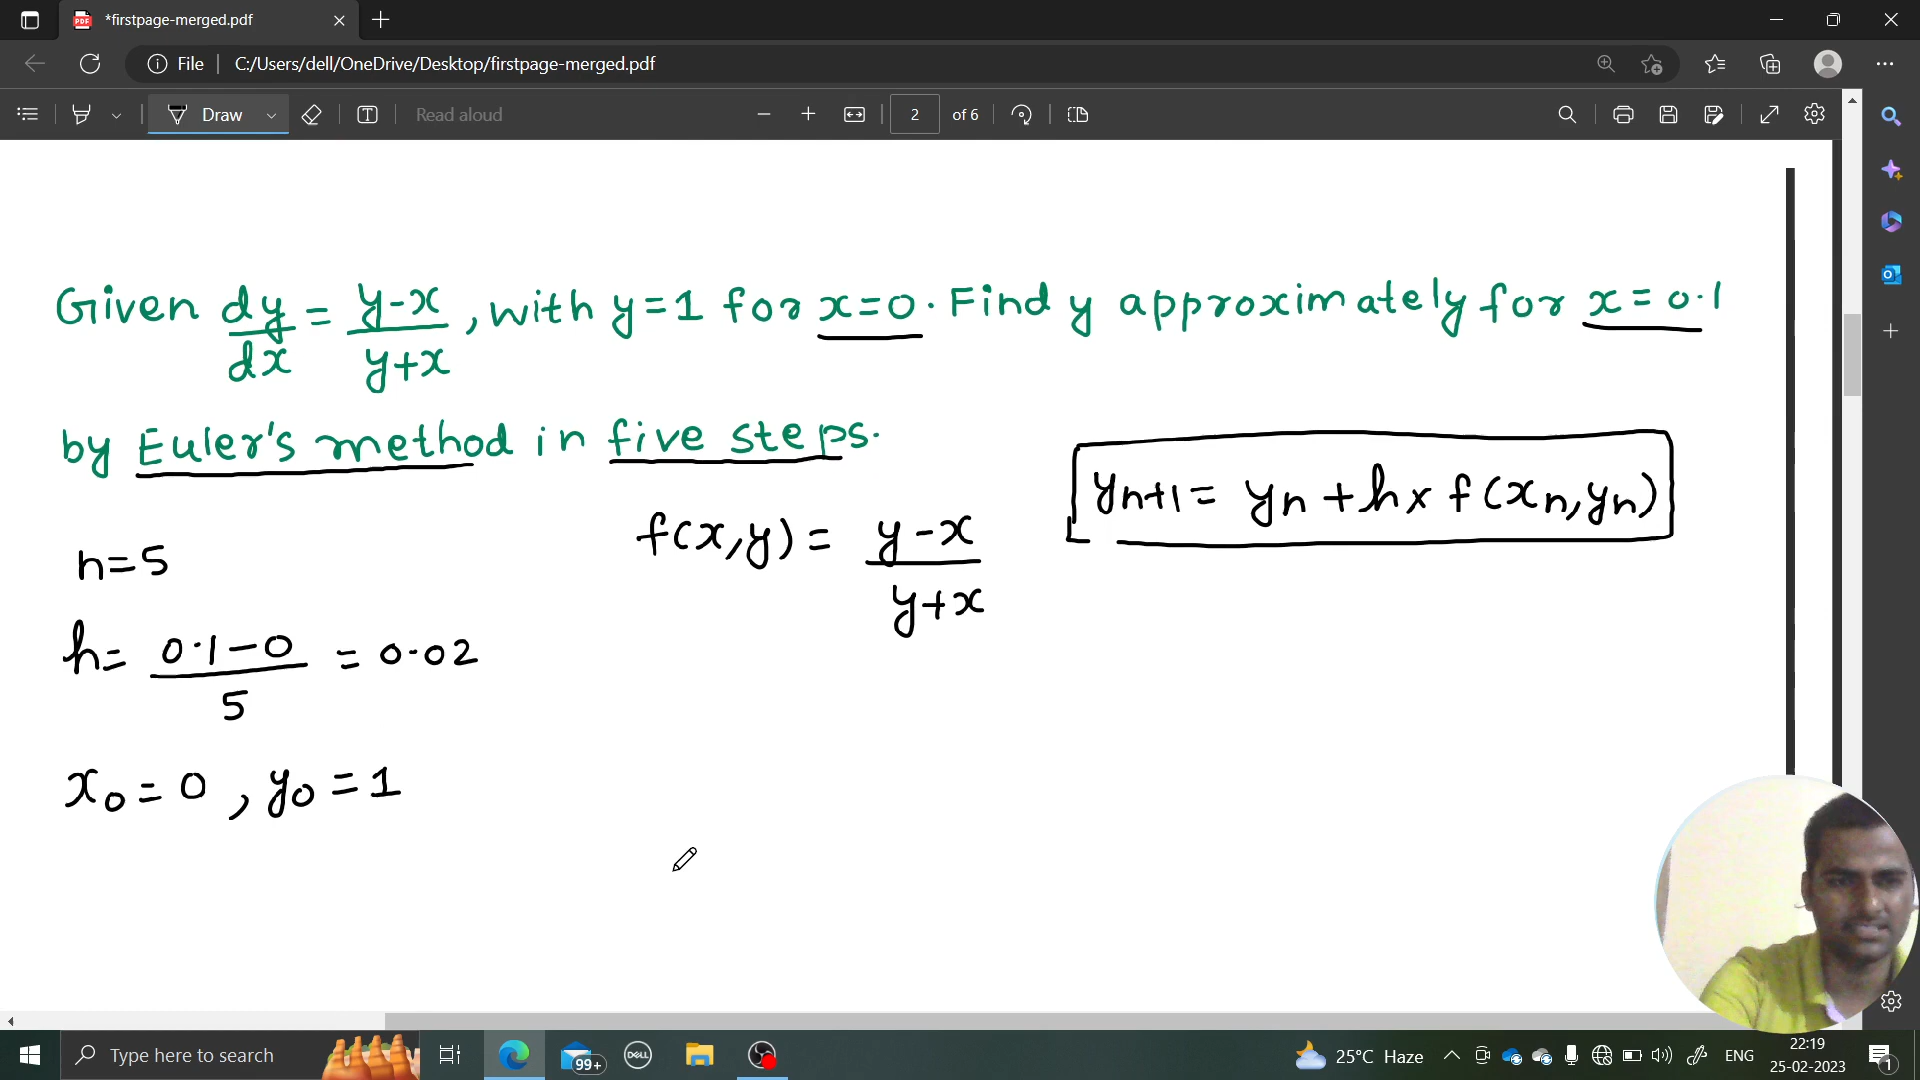 *firstpage-merged.pdf
File
C:/Users/dell/OneDrive/Desktop/firstpage-merged.pdf
Draw
Read aloud
2 of 6
Given dy/dx = y-x/y+x, with y=1 for x=0. Find y approximately for x=0.1
by Euler's method in five steps.
yn+1 = yn + h x f(xn,yn)
f(x,y) = y-x/y+x
n=5
h= 0.1-0/5 = 0.02
x0=0, y0=1
Type here to search
99+
DELL
25°C Haze
ENG
22:19
25-02-2023
1